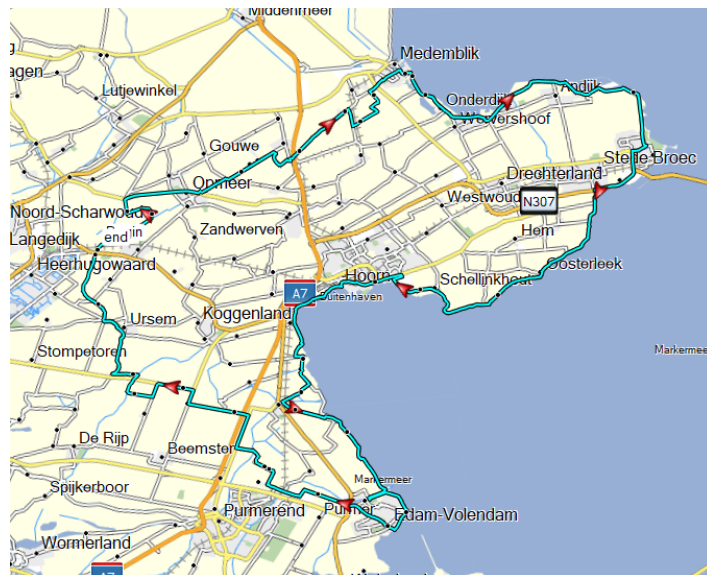 Middenmeer
Medemblik
Lutjewinkel
Andijk
Onderdijk
Wervershoof
Gouwe
Opmeer
Drechterland
Stede Broec
Noord-Scharwoude
Westwoud
N307
Zandwerven
end
Langedijk
Hem
Heerhugowaard
Hoorn
Oosterleek
Schellinkhout
A7
Buitenhaven
Koggenland
Ursem
Stompetoren
Markermeer
De Rijp
Beemster
Markermeer
Spijkerboor
Purmerend
Purmer
Edam-Volendam
Wormerland
A7